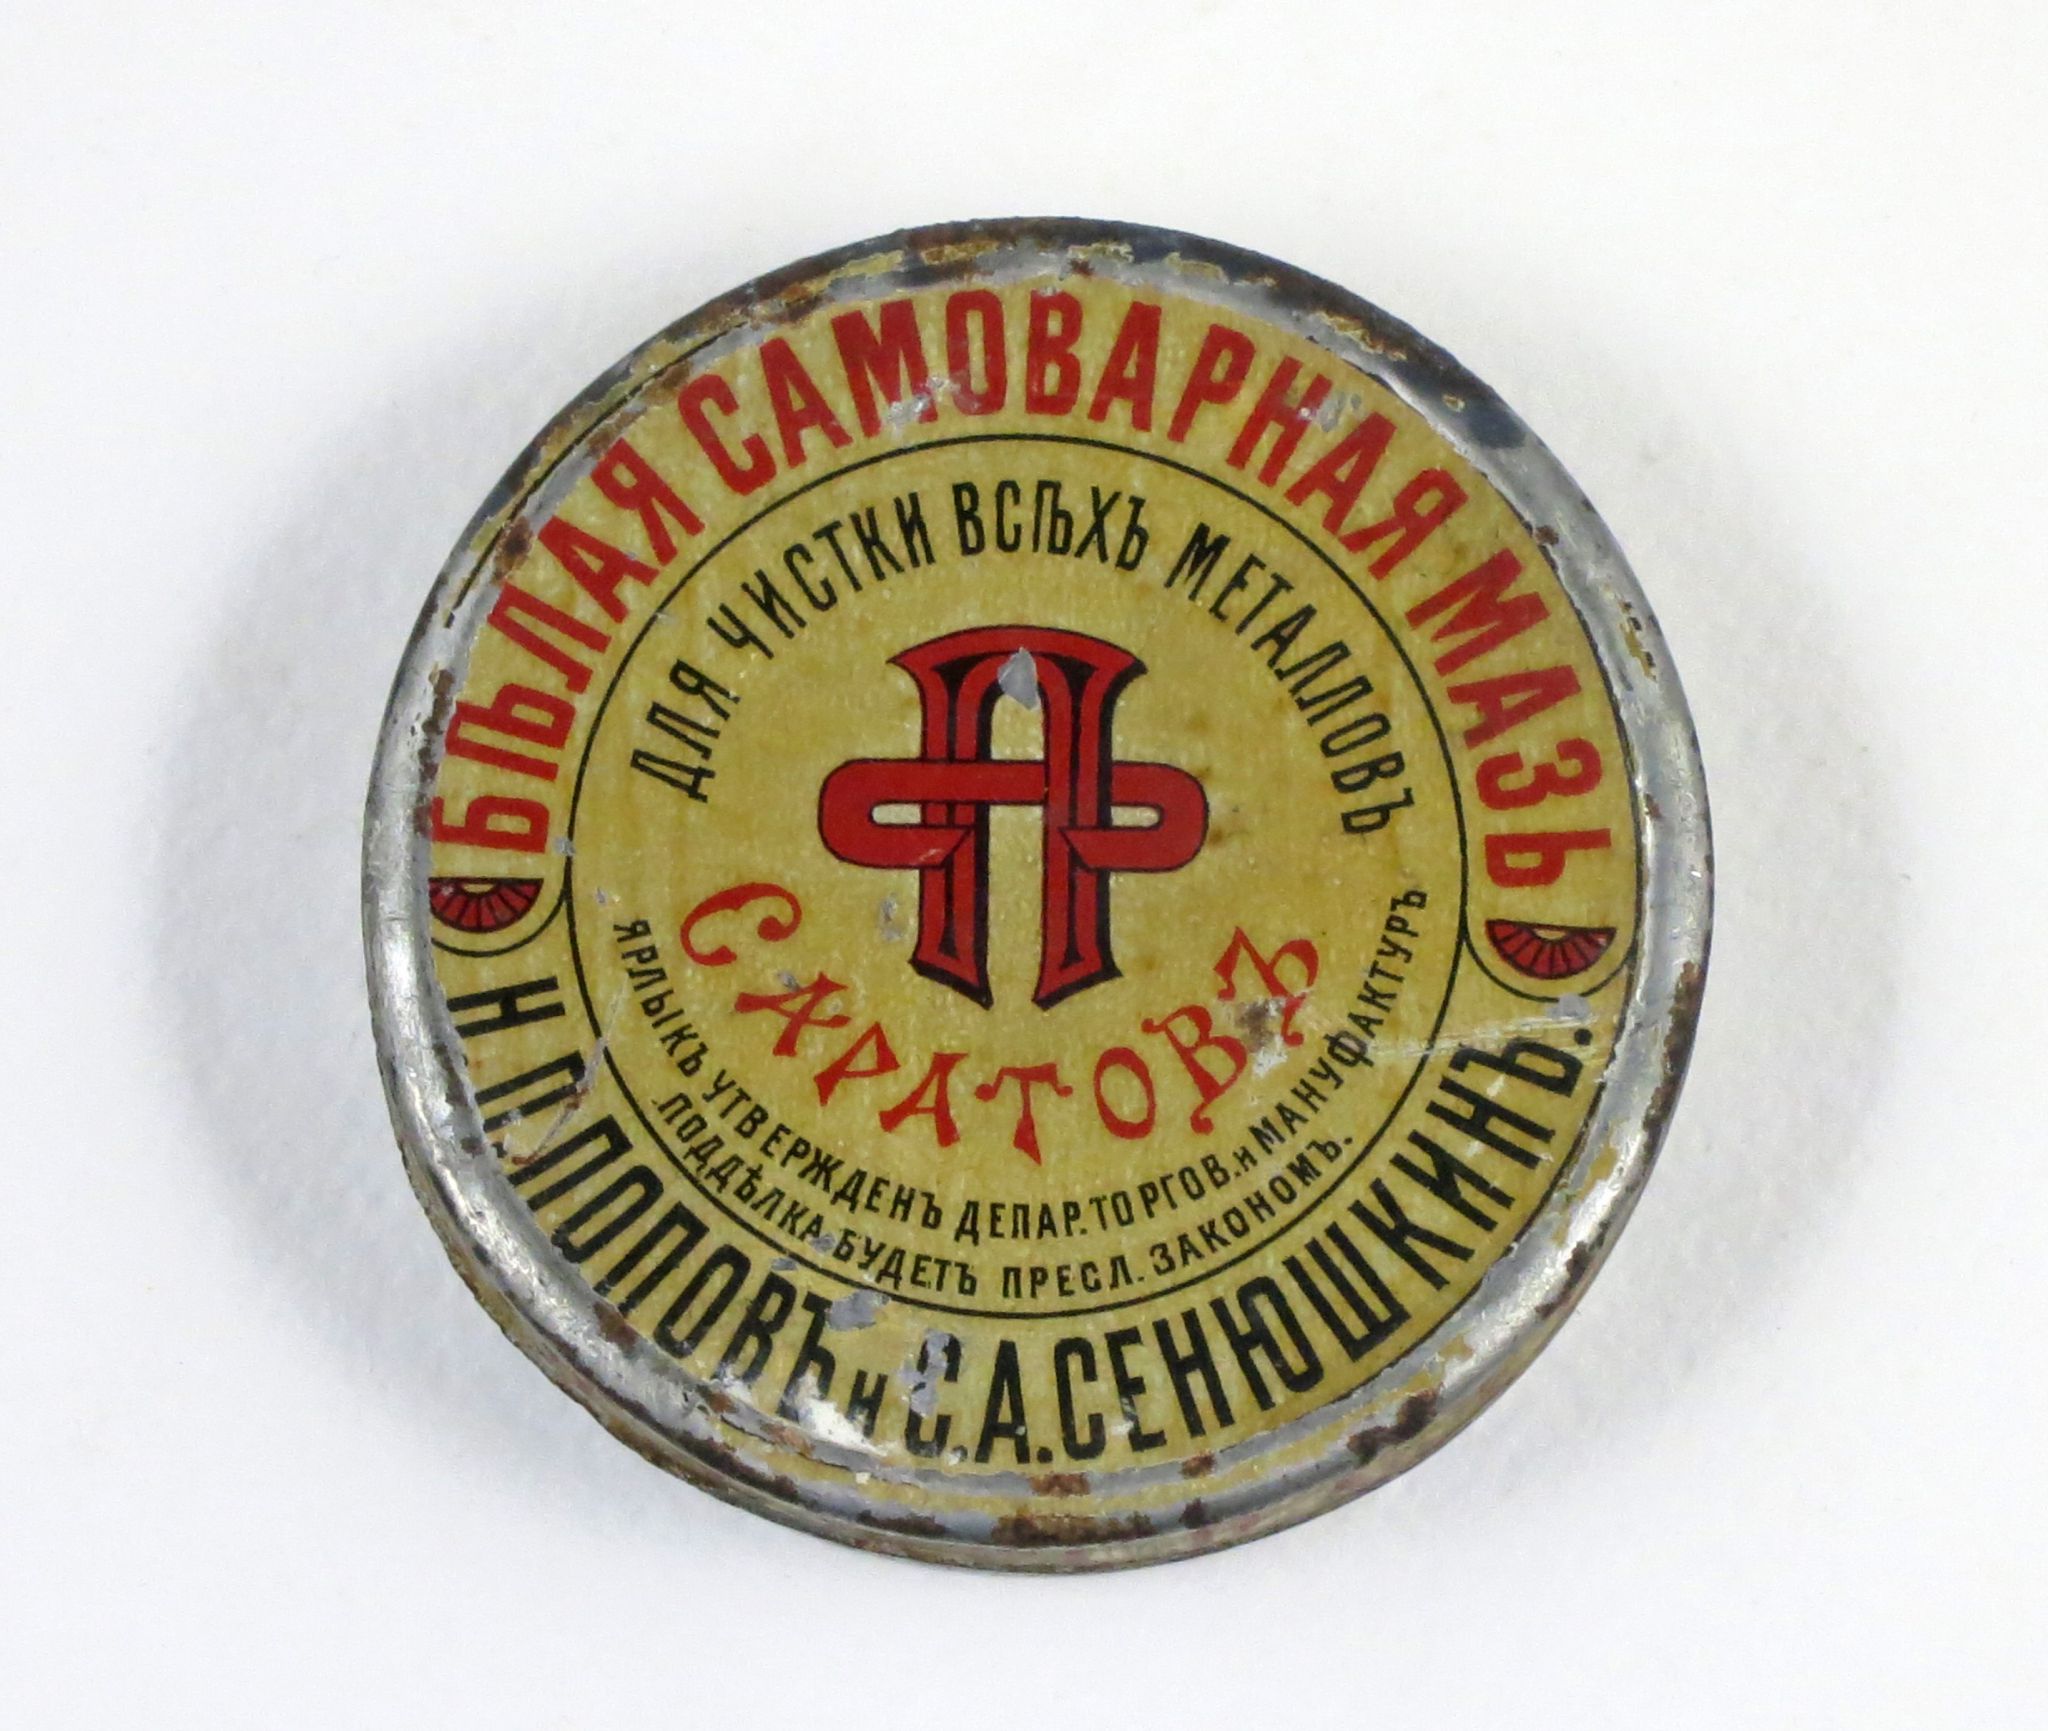 БѢЛАЯ САМОВАРНАЯ МАЗЬ
ДЛЯ ЧИСТКИ ВСѢХЪ МЕТАЛЛОВЪ
САРАТОВЪ
ЯРЛЫКЪ УТВЕРЖДЕНЪ ДЕПАР. ТОРГОВ. и МАНУФАКТУРЪ
ПОДДѢЛКА БУДЕТЪ ПРЕСЛ. ЗАКОНОМЪ.
Н.П. ПОПОВЪ и С.А. СЕНЮШКИНЪ.